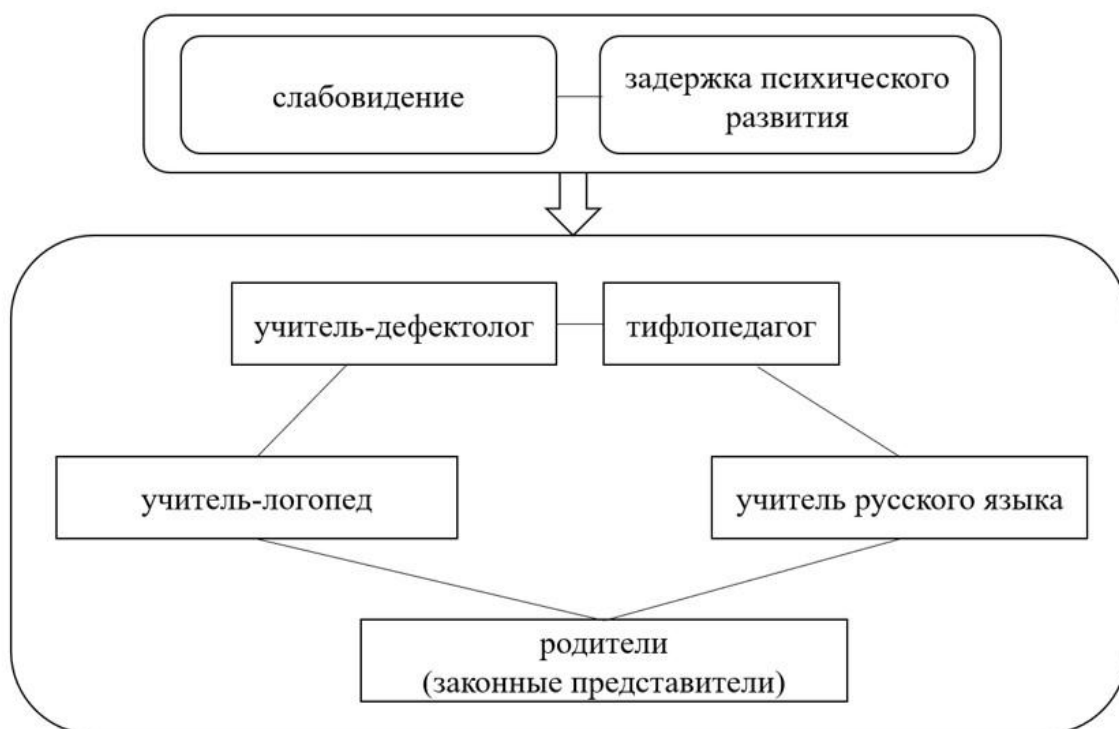 слабовидение
задержка психического
развития
учитель-дефектолог
тифлопедагог
учитель-логопед
учитель русского языка
родители
(законные представители)